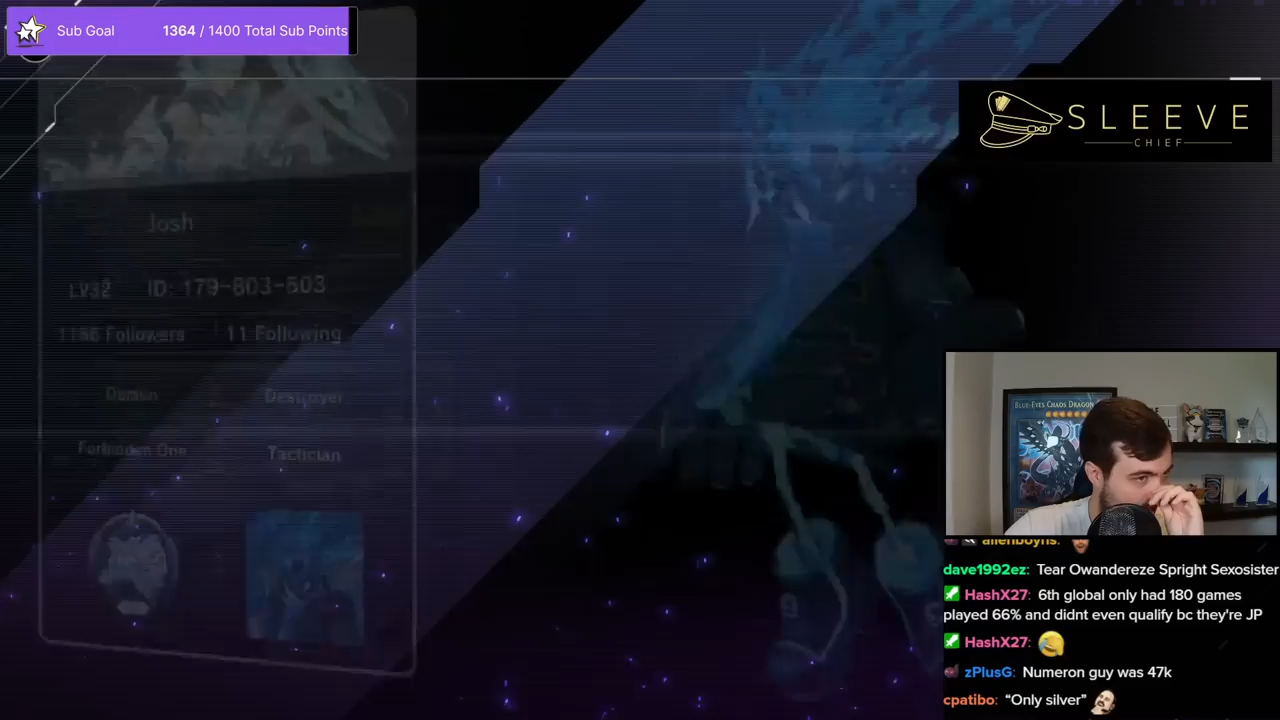 Sub Goal 1364 / 1400 Total Sub Points
SLEEVE
CHIEF
Josh
Lv32 ID: 179-803-603
1156 Followers 11 Following
Demon Destroyer
Forbidden One Tactician
BLUE-EYES CHAOS DRAGON
alienboyns:
dave1992ez: Tear Owandereze Spright Sexosister
HashX27: 6th global only had 180 games
played 66% and didnt even qualify bc they're JP
HashX27:
zPlusG: Numeron guy was 47k
cpatibo: "Only silver"